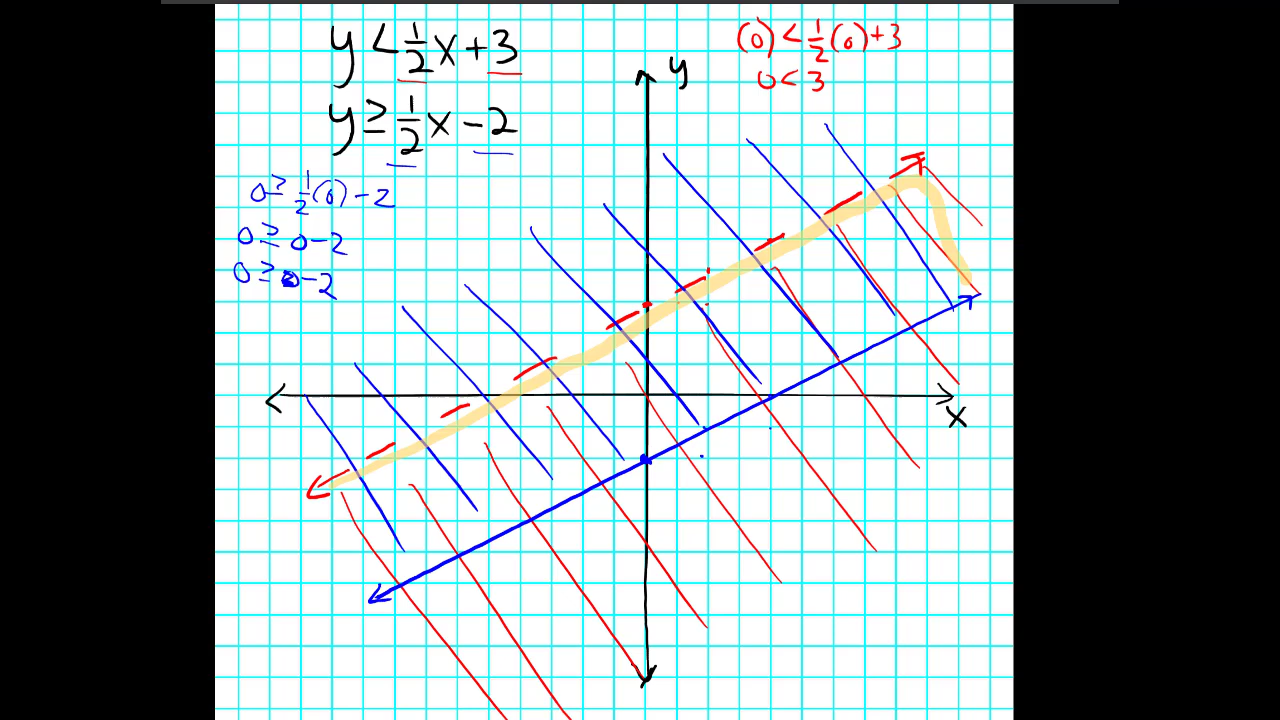 y < 1/2 x + 3
y ≥ 1/2 x - 2
0 ≥ 1/2 (0) - 2
0 ≥ 0 - 2
0 ≥ 0 - 2
(0) < 1/2 (0) + 3
0 < 3
y
x